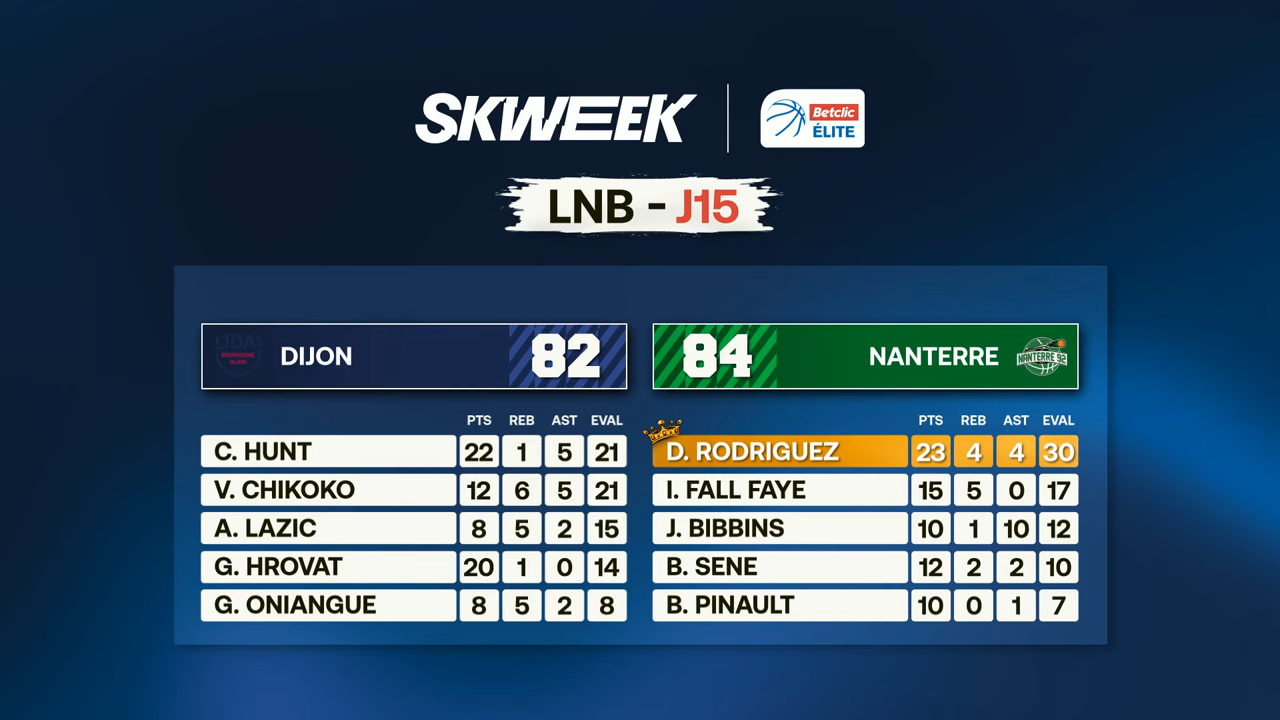 SKWEEK
Betclic
ÉLITE
LNB - J15
DIJON 82
84 NANTERRE
NANTERRE 92
PTS REB AST EVAL
C. HUNT 22 1 5 21
V. CHIKOKO 12 6 5 21
A. LAZIC 8 5 2 15
G. HROVAT 20 1 0 14
G. ONIANGUE 8 5 2 8
PTS REB AST EVAL
D. RODRIGUEZ 23 4 4 30
I. FALL FAYE 15 5 0 17
J. BIBBINS 10 1 10 12
B. SENE 12 2 2 10
B. PINAULT 10 0 1 7